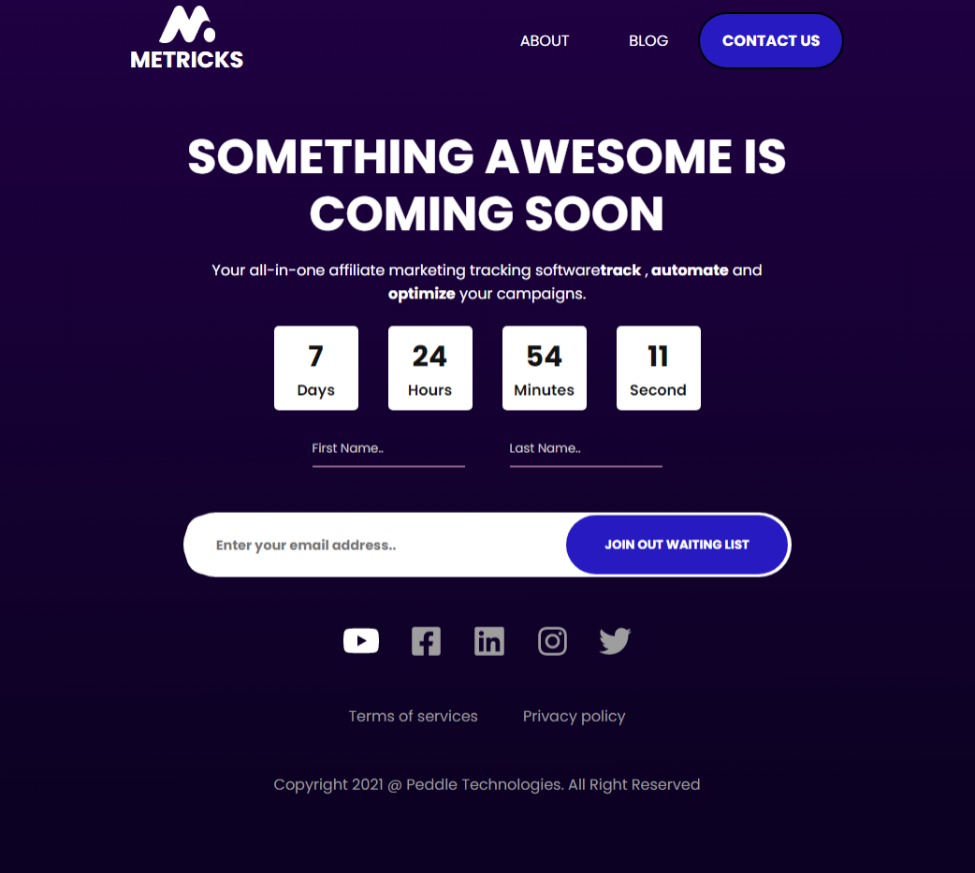 METRICKS
ABOUT BLOG CONTACT US
SOMETHING AWESOME IS
COMING SOON
Your all-in-one affiliate marketing tracking softwaretrack , automate and
optimize your campaigns.
7 24 54 11
Days Hours Minutes Second
First Name.. Last Name..
Enter your email address.. JOIN OUT WAITING LIST
Terms of services Privacy policy
Copyright 2021 @ Peddle Technologies. All Right Reserved